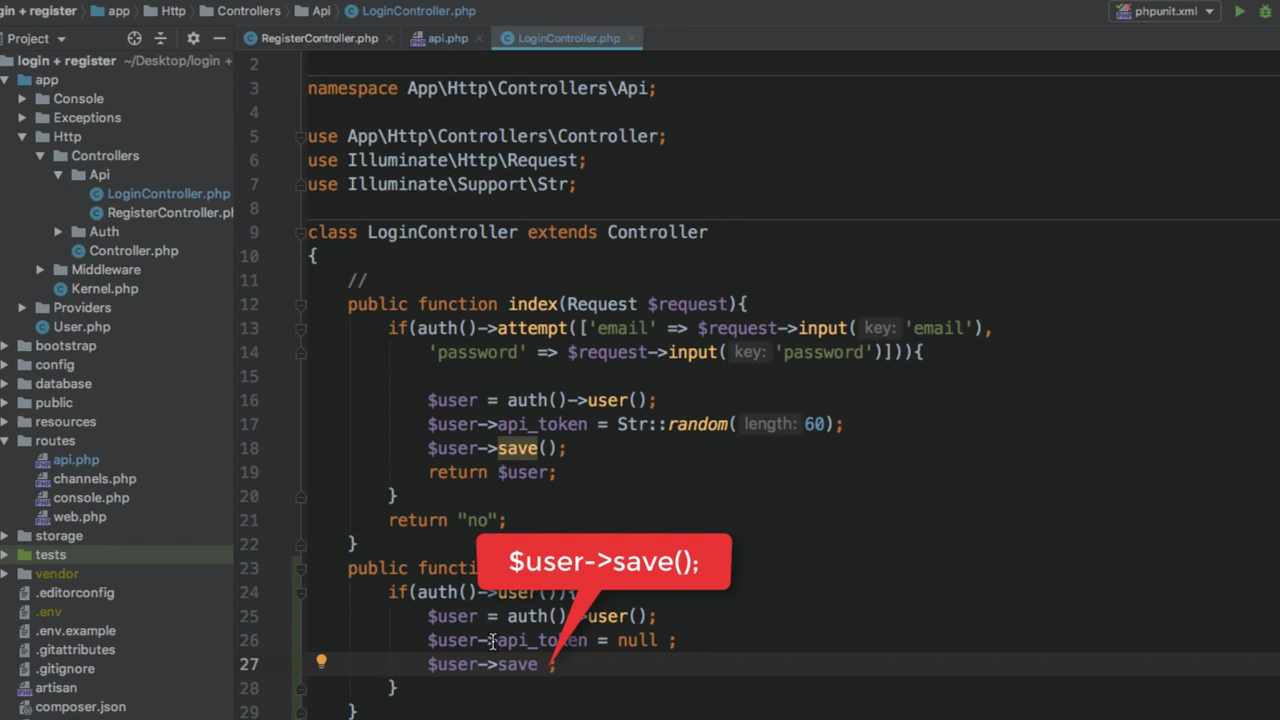 gin + register app Http Controllers Api LoginController.php phpunit.xml
Project RegisterController.php api.php LoginController.php
login + register ~/Desktop/login +
app
Console
Exceptions
Http
Controllers
Api
LoginController.php
RegisterController.pl
Auth
Controller.php
Middleware
Kernel.php
Providers
User.php
bootstrap
config
database
public
resources
routes
api.php
channels.php
console.php
web.php
storage
tests
vendor
.editorconfig
.env
.env.example
.gitattributes
.gitignore
artisan
composer.json
2
3 namespace App\Http\Controllers\Api;
4
5 use App\Http\Controllers\Controller;
6 use Illuminate\Http\Request;
7 use Illuminate\Support\Str;
8
9 class LoginController extends Controller
10 {
11 //
12 public function index(Request $request){
13 if(auth()->attempt(['email' => $request->input( key: 'email'),
14 'password' => $request->input( key: 'password')])){
15
16 $user = auth()->user();
17 $user->api_token = Str::random( length: 60);
18 $user->save();
19 return $user;
20 }
21 return "no";
22 }
$user->save();
23 public functi
24 if(auth()->user()){
25 $user = auth()->user();
26 $user->api_token = null ;
27 $user->save ;
28 }
29 }